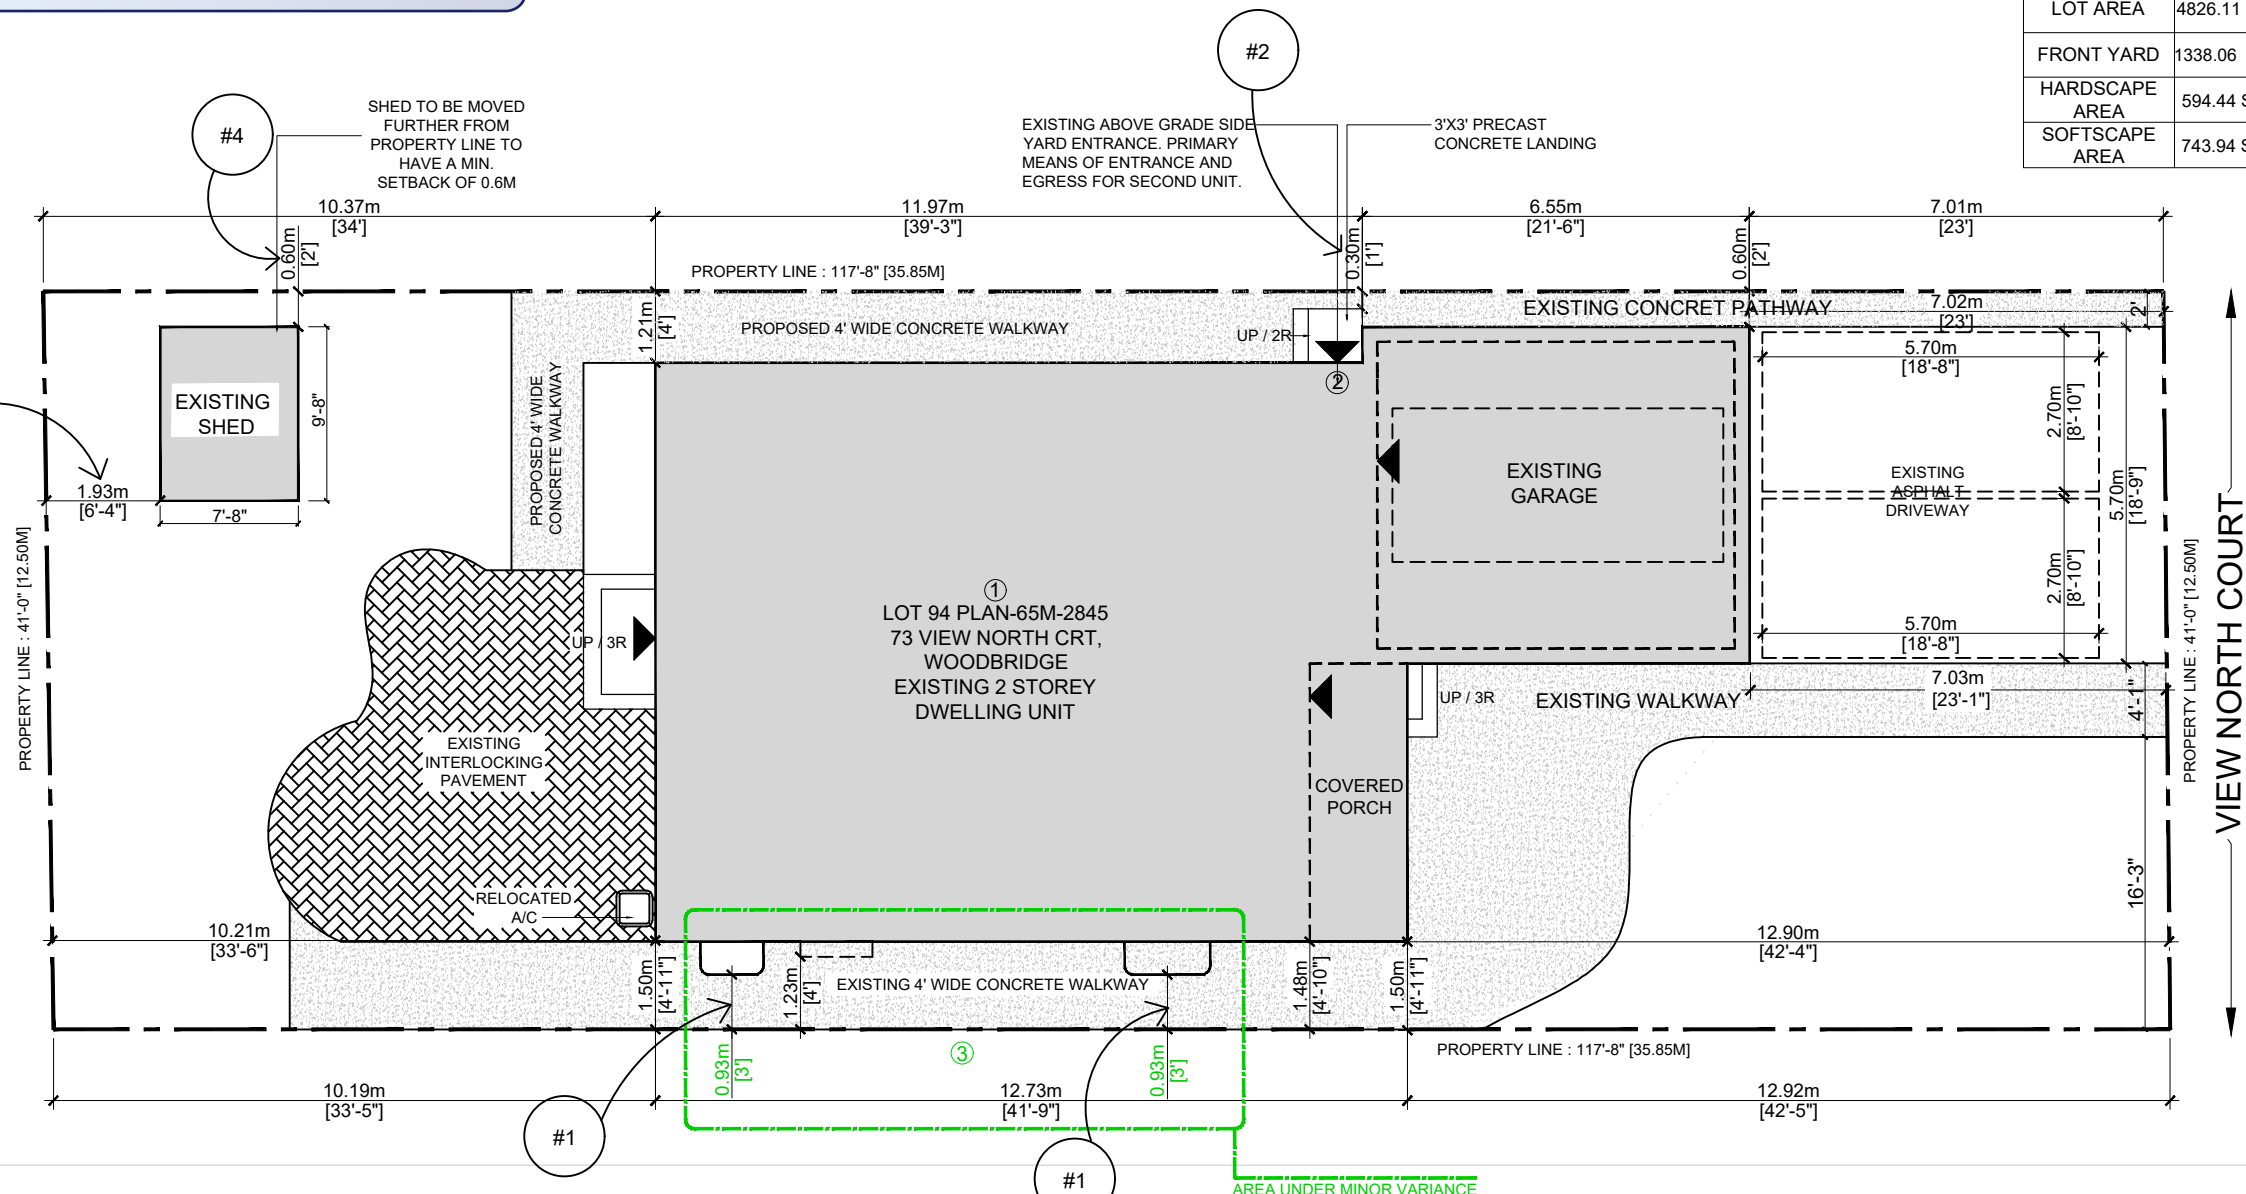 LOT AREA 4826.11
FRONT YARD 1338.06
HARDSCAPE
AREA
594.44 S
SOFTSCAPE
AREA
743.94 S
#2
#4
SHED TO BE MOVED
FURTHER FROM
PROPERTY LINE TO
HAVE A MIN.
SETBACK OF 0.6M
EXISTING ABOVE GRADE SIDE
YARD ENTRANCE. PRIMARY
MEANS OF ENTRANCE AND
EGRESS FOR SECOND UNIT.
3'X3' PRECAST
CONCRETE LANDING
10.37m
[34']
11.97m
[39'-3"]
6.55m
[21'-6"]
7.01m
[23']
0.60m
[2']
0.30m
[1']
0.60m
[2']
PROPERTY LINE : 117'-8" [35.85M]
1.21m
[4']
PROPOSED 4' WIDE CONCRETE WALKWAY
UP / 2R
EXISTING CONCRET PATHWAY
7.02m
[23']
2'
2
EXISTING
SHED
9'-8"
7'-8"
1.93m
[6'-4"]
PROPOSED 4' WIDE
CONCRETE WALKWAY
EXISTING
GARAGE
5.70m
[18'-8"]
2.70m
[8'-10"]
EXISTING
ASPHALT
DRIVEWAY
5.70m
[18'-9"]
2.70m
[8'-10"]
5.70m
[18'-8"]
PROPERTY LINE : 41'-0" [12.50M]
PROPERTY LINE : 41'-0" [12.50M]
VIEW NORTH COURT
1
LOT 94 PLAN-65M-2845
73 VIEW NORTH CRT,
WOODBRIDGE
EXISTING 2 STOREY
DWELLING UNIT
UP / 3R
UP / 3R
EXISTING WALKWAY
7.03m
[23'-1"]
4'-1"
EXISTING
INTERLOCKING
PAVEMENT
COVERED
PORCH
16'-3"
RELOCATED
A/C
10.21m
[33'-6"]
12.90m
[42'-4"]
1.50m
[4'-11"]
1.23m
[4']
EXISTING 4' WIDE CONCRETE WALKWAY
1.48m
[4'-10"]
1.50m
[4'-11"]
0.93m
[3']
3
0.93m
[3']
PROPERTY LINE : 117'-8" [35.85M]
10.19m
[33'-5"]
12.73m
[41'-9"]
12.92m
[42'-5"]
#1
#1
AREA UNDER MINOR VARIANCE